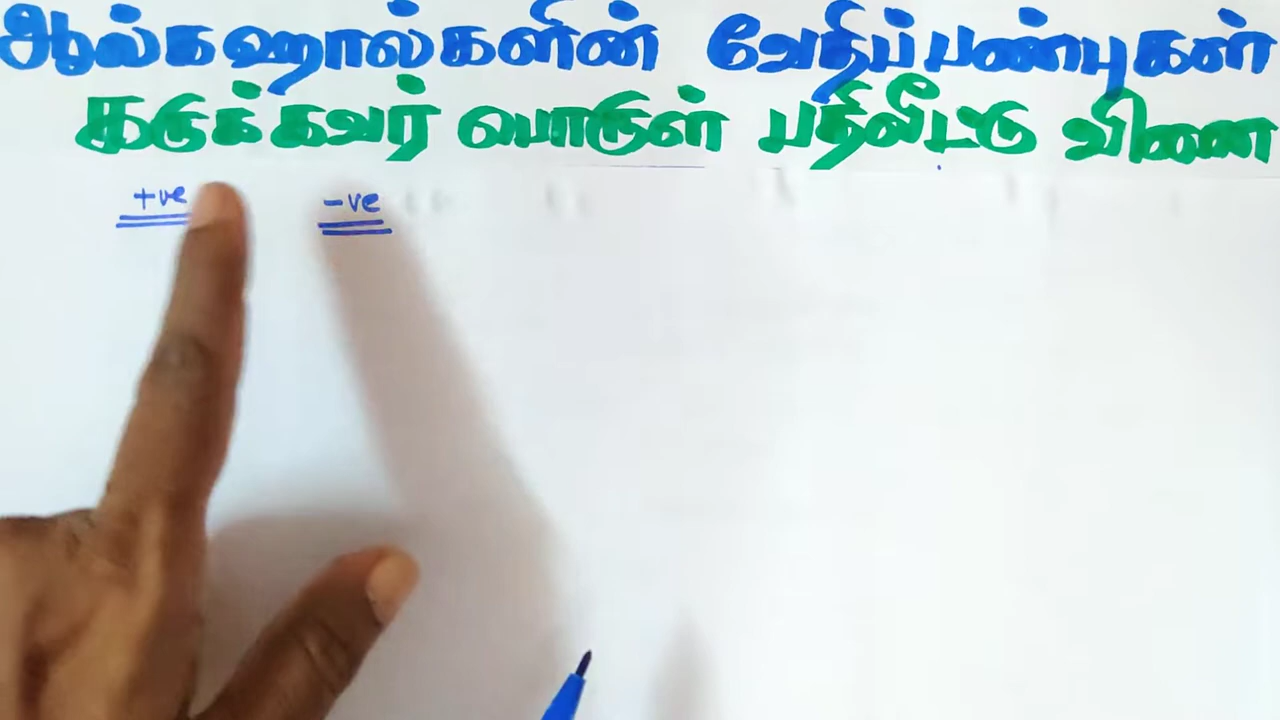 ஆல்கஹால்களின் வேதிப்பண்புகள்
கருக்கவர் பொருள் பதிலீட்டு வினை
+ve -ve